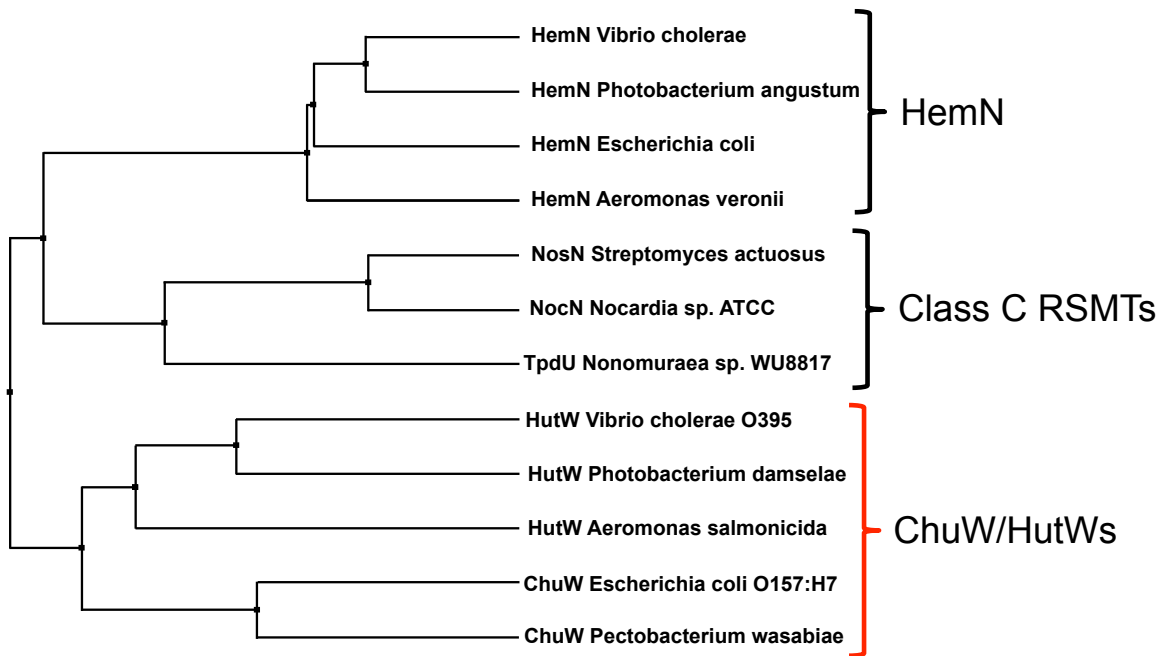 HemN Vibrio cholerae
HemN Photobacterium angustum
HemN Escherichia coli
HemN Aeromonas veronii
HemN
NosN Streptomyces actuosus
NocN Nocardia sp. ATCC
TpdU Nonomuraea sp. WU8817
Class C RSMTs
HutW Vibrio cholerae O395
HutW Photobacterium damselae
HutW Aeromonas salmonicida
ChuW Escherichia coli O157:H7
ChuW Pectobacterium wasabiae
ChuW/HutWs